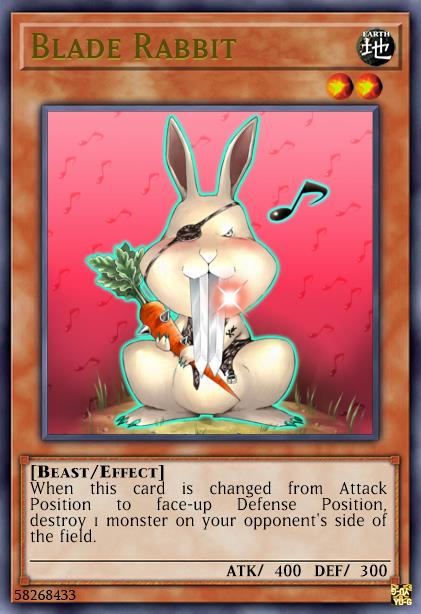 Blade Rabbit
EARTH
地
[Beast/Effect]
When this card is changed from Attack
Position to face-up Defense Position,
destroy 1 monster on your opponent's side of
the field.
ATK/ 400 DEF/ 300
58268433